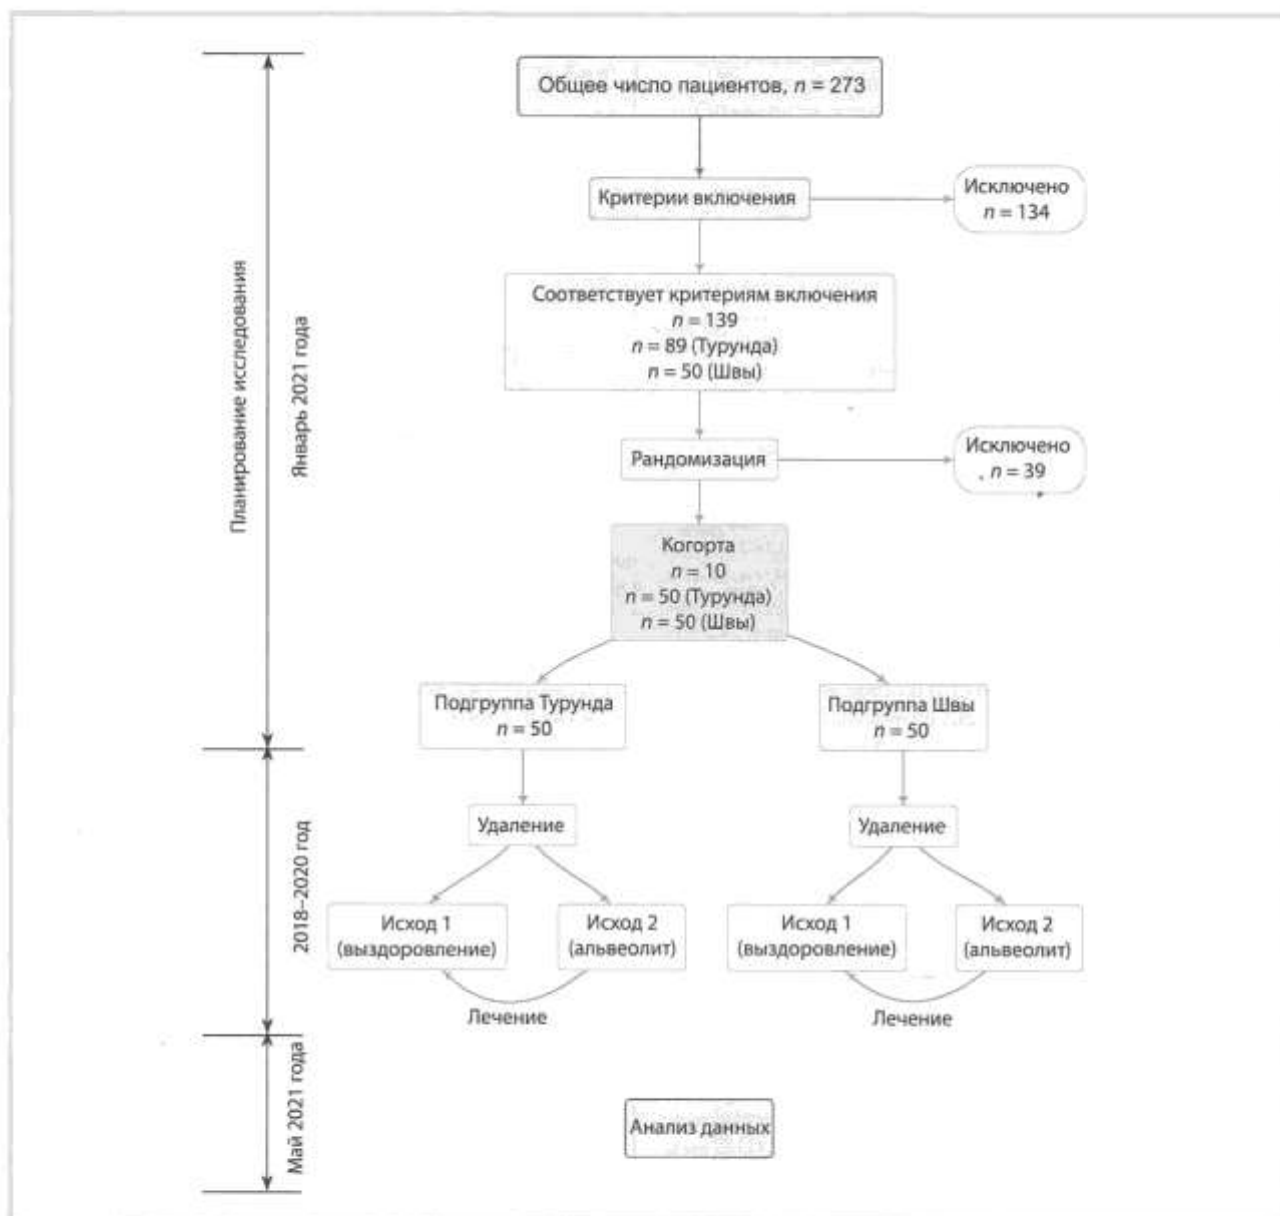 Общее число пациентов, n = 273
Критерии включения
Исключено
n = 134
Соответствует критериям включения
n = 139
n = 89 (Турунда)
n = 50 (Швы)
Рандомизация
Исключено
n = 39
Когорта
n = 10
n = 50 (Турунда)
n = 50 (Швы)
Подгруппа Турунда
n = 50
Подгруппа Швы
n = 50
Удаление
Удаление
Исход 1
(выздоровление)
Исход 2
(альвеолит)
Исход 1
(выздоровление)
Исход 2
(альвеолит)
Лечение
Лечение
Анализ данных
Планирование исследования
Январь 2021 года
2018–2020 год
Май 2021 года